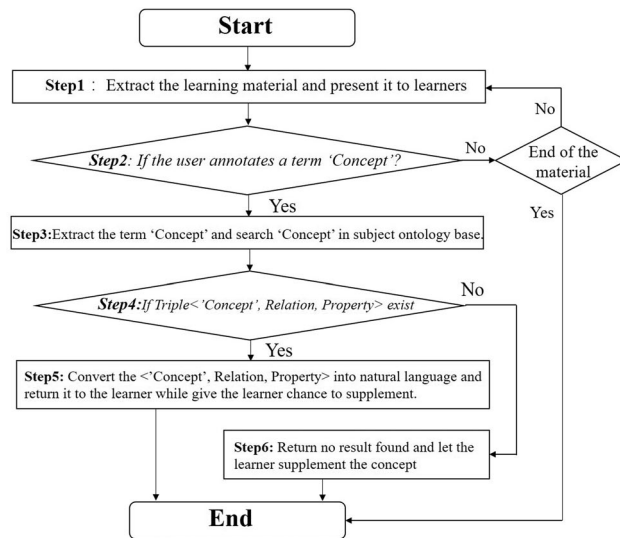 Start
Step1： Extract the learning material and present it to learners
No
Step2: If the user annotates a term ‘Concept’?
No
End of the
material
Yes
Yes
Step3:Extract the term ‘Concept’ and search ‘Concept’ in subject ontology base.
Step4:If Triple<’Concept’, Relation, Property> exist
No
Yes
Step5: Convert the <’Concept’, Relation, Property> into natural language and
return it to the learner while give the learner chance to supplement.
Step6: Return no result found and let the
learner supplement the concept
End